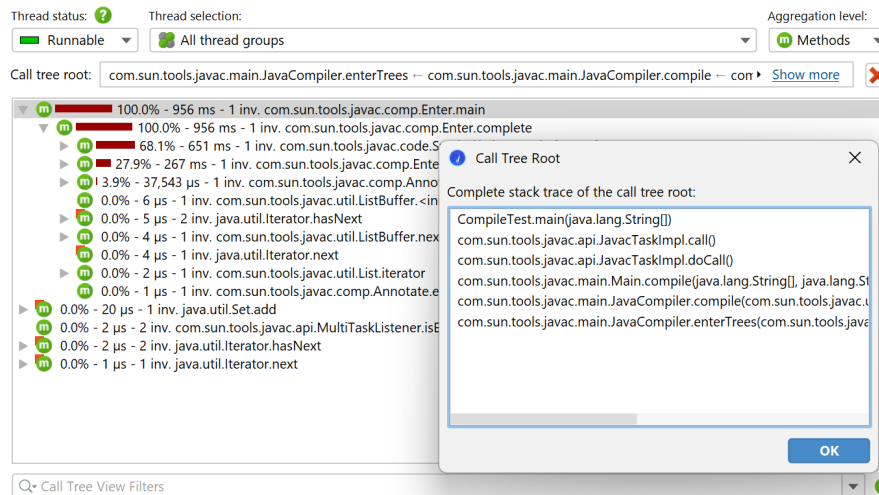 Thread status: ?
Thread selection:
Aggregation level:
Runnable
All thread groups
m Methods
Call tree root:
com.sun.tools.javac.main.JavaCompiler.enterTrees ← com.sun.tools.javac.main.JavaCompiler.compile ← com
Show more
m 100.0% - 956 ms - 1 inv. com.sun.tools.javac.comp.Enter.main
m 100.0% - 956 ms - 1 inv. com.sun.tools.javac.comp.Enter.complete
m 68.1% - 651 ms - 1 inv. com.sun.tools.javac.code.S
m 27.9% - 267 ms - 1 inv. com.sun.tools.javac.comp.Ente
m 3.9% - 37,543 µs - 1 inv. com.sun.tools.javac.comp.Anno
m 0.0% - 6 µs - 1 inv. com.sun.tools.javac.util.ListBuffer.<in
m 0.0% - 5 µs - 2 inv. java.util.Iterator.hasNext
m 0.0% - 4 µs - 1 inv. com.sun.tools.javac.util.ListBuffer.nex
m 0.0% - 4 µs - 1 inv. java.util.Iterator.next
m 0.0% - 2 µs - 1 inv. com.sun.tools.javac.util.List.iterator
m 0.0% - 1 µs - 1 inv. com.sun.tools.javac.comp.Annotate.e
m 0.0% - 20 µs - 1 inv. java.util.Set.add
m 0.0% - 2 µs - 2 inv. com.sun.tools.javac.api.MultiTaskListener.isE
m 0.0% - 2 µs - 2 inv. java.util.Iterator.hasNext
m 0.0% - 1 µs - 1 inv. java.util.Iterator.next
Call Tree Root
Complete stack trace of the call tree root:
CompileTest.main(java.lang.String[])
com.sun.tools.javac.api.JavacTaskImpl.call()
com.sun.tools.javac.api.JavacTaskImpl.doCall()
com.sun.tools.javac.main.Main.compile(java.lang.String[], java.lang.St
com.sun.tools.javac.main.JavaCompiler.compile(com.sun.tools.javac.u
com.sun.tools.javac.main.JavaCompiler.enterTrees(com.sun.tools.java
OK
Call Tree View Filters